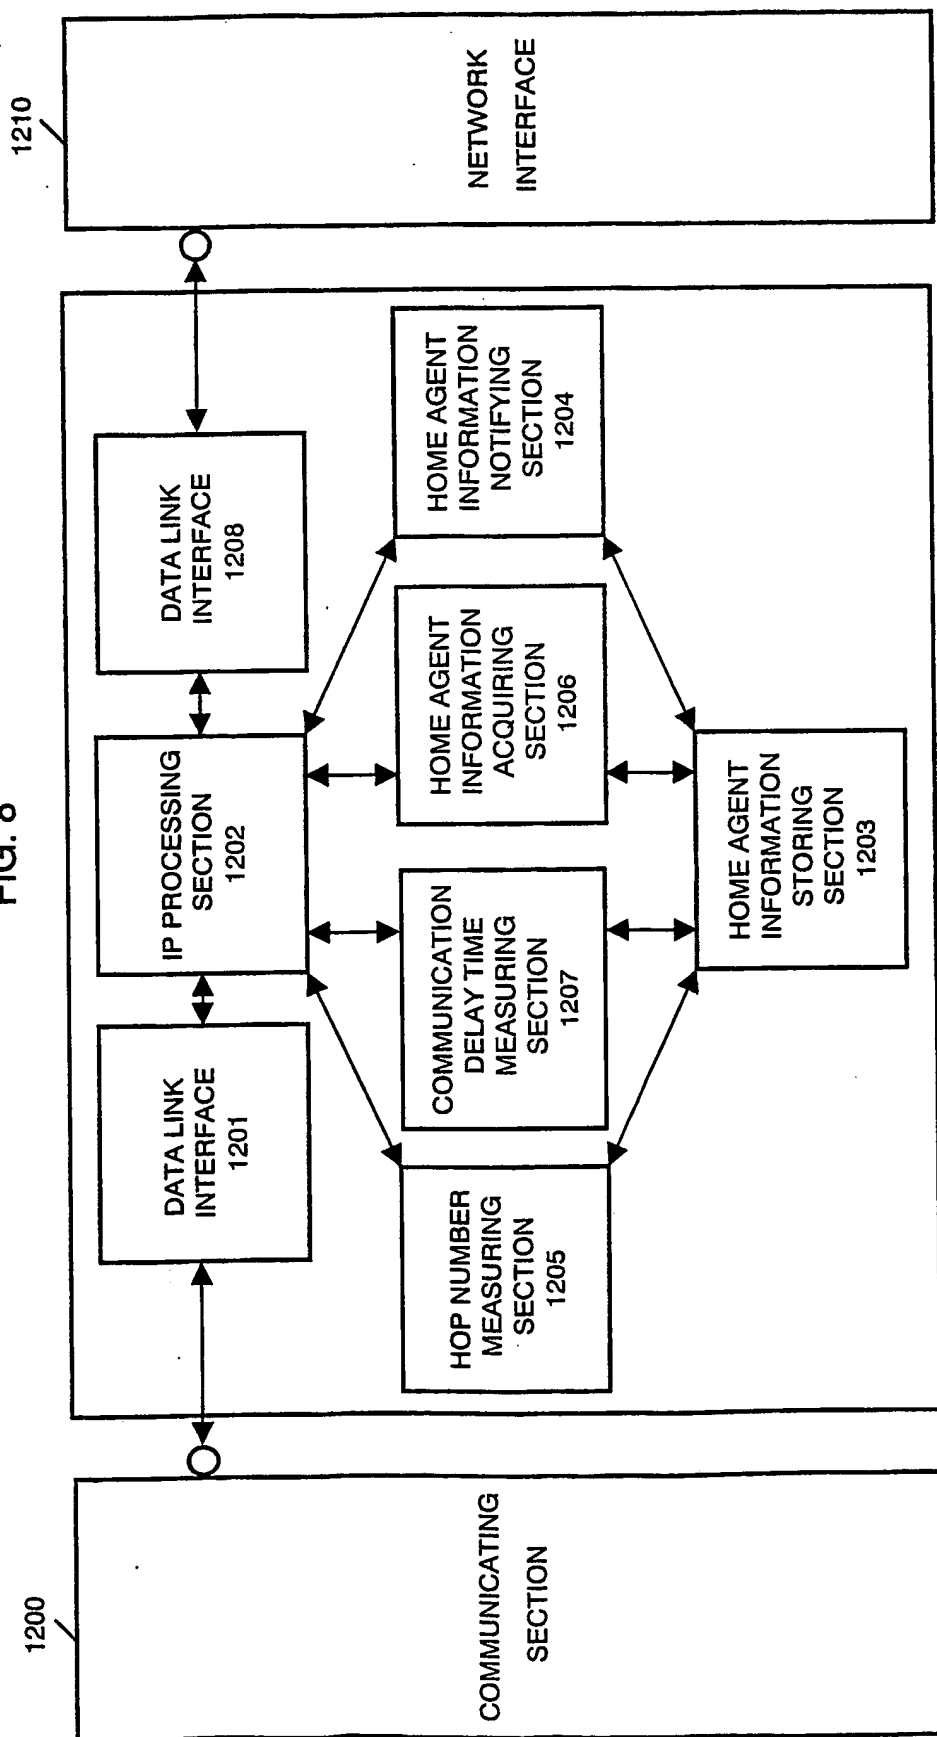 FIG. 8
1200
COMMUNICATING
SECTION
DATA LINK
INTERFACE
1201
IP PROCESSING
SECTION
1202
DATA LINK
INTERFACE
1208
HOP NUMBER
MEASURING
SECTION
1205
COMMUNICATION
DELAY TIME
MEASURING
SECTION
1207
HOME AGENT
INFORMATION
ACQUIRING
SECTION
1206
HOME AGENT
INFORMATION
NOTIFYING
SECTION
1204
HOME AGENT
INFORMATION
STORING
SECTION
1203
1210
NETWORK
INTERFACE